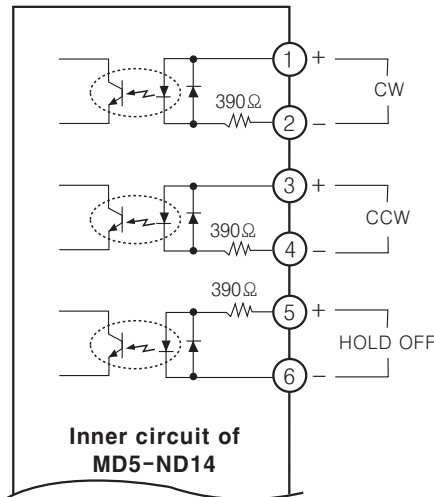 1 +
CW
390Ω
2 −
3 +
CCW
390Ω
4 −
390Ω
5 +
HOLD OFF
6 −
Inner circuit of
MD5-ND14